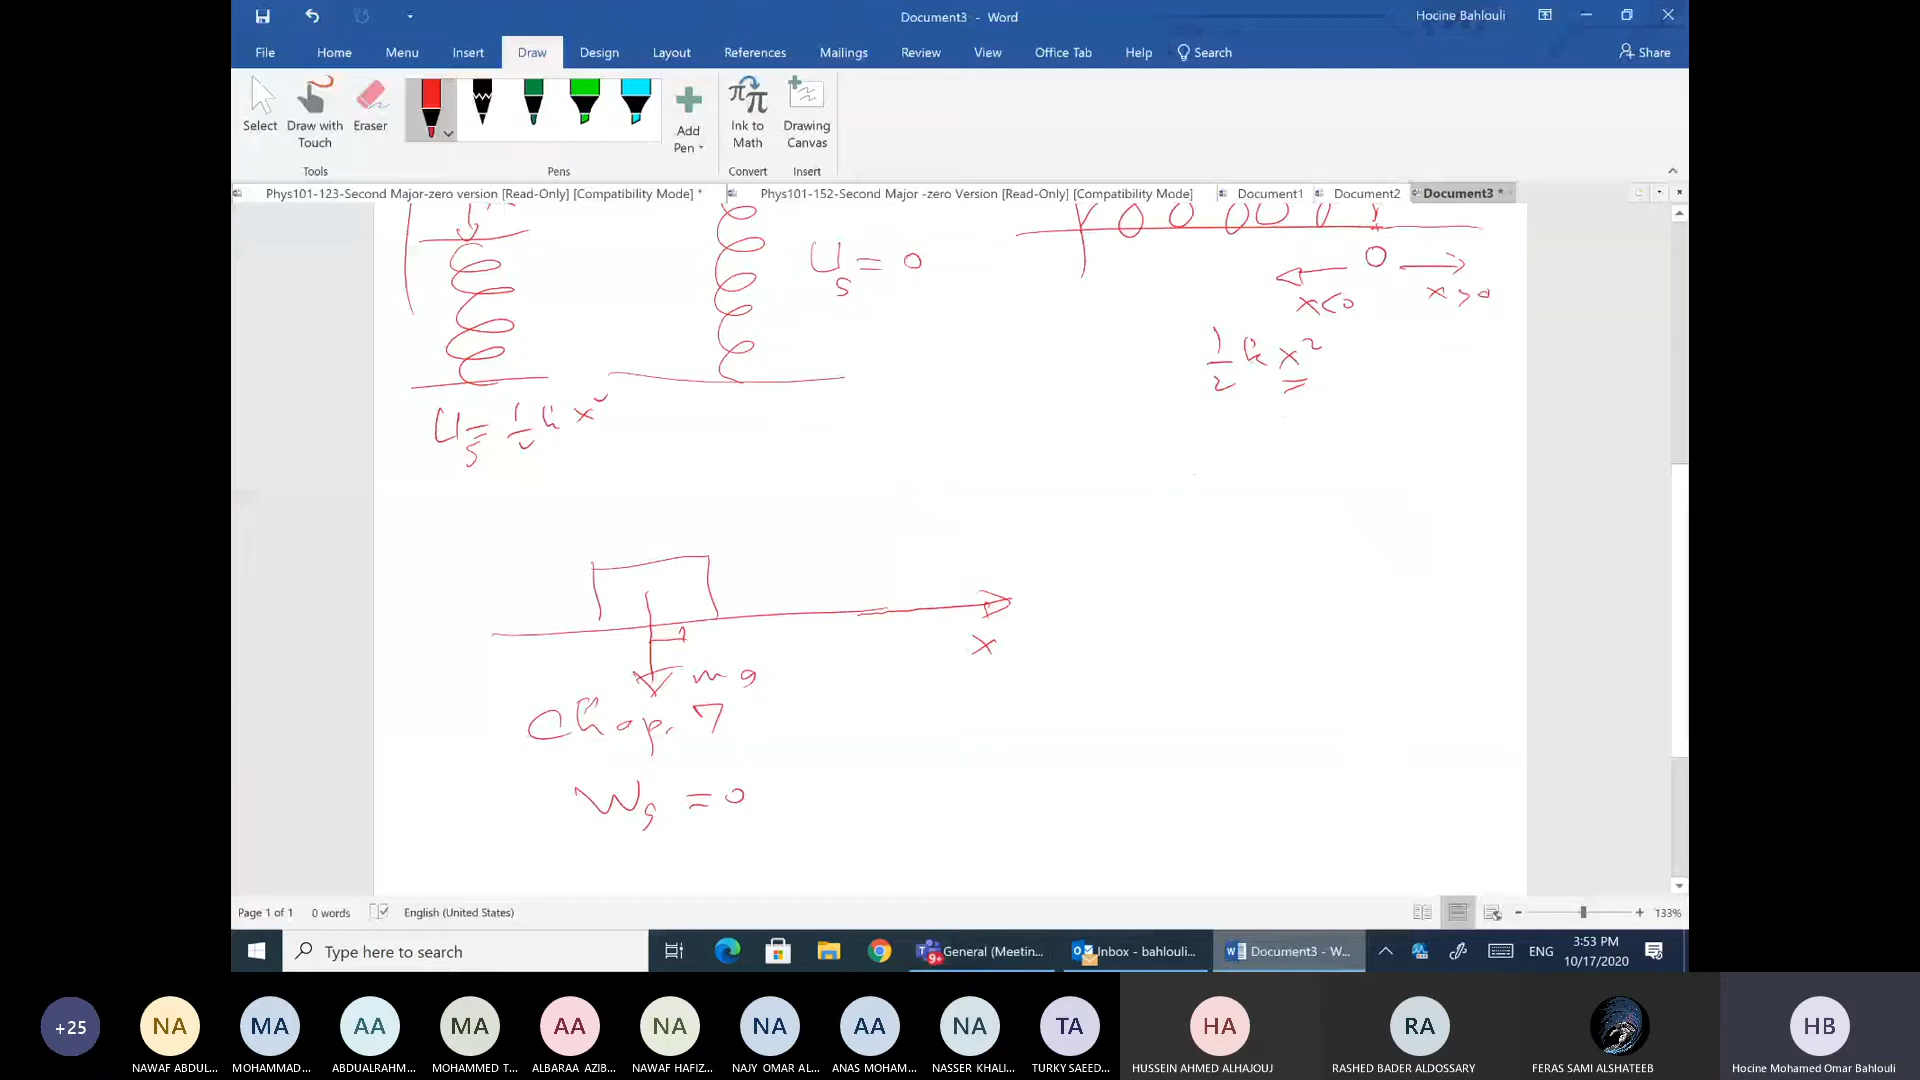 Document3 - Word
Hocine Bahlouli
File Home Menu Insert Draw Design Layout References Mailings Review View Office Tab Help Search Share
Select
Draw with Touch
Eraser
Add Pen
Ink to Math
Drawing Canvas
Tools Pens Convert Insert
Phys101-123-Second Major-zero version [Read-Only] [Compatibility Mode] *
Phys101-152-Second Major -zero Version [Read-Only] [Compatibility Mode]
Document1
Document2
Document3 *
U_s = 0
0
x<0
x>0
1/2 k x²
U_s = 1/2 k x²
x
mg
Chap. 7
W_g = 0
Page 1 of 1 0 words English (United States) 133%
Type here to search
9+
General (Meetin...
Inbox - bahlouli...
Document3 - W...
ENG
3:53 PM
10/17/2020
+25 NA MA AA MA AA NA NA AA NA TA HA RA HB
NAWAF ABDUL... MOHAMMAD... ABDUALRAHM... MOHAMMED T... ALBARAA AZIB... NAWAF HAFIZ... NAJY OMAR AL... ANAS MOHAM... NASSER KHALI... TURKY SAEED... HUSSEIN AHMED ALHAJOUJ RASHED BADER ALDOSSARY FERAS SAMI ALSHATEEB Hocine Mohamed Omar Bahlouli